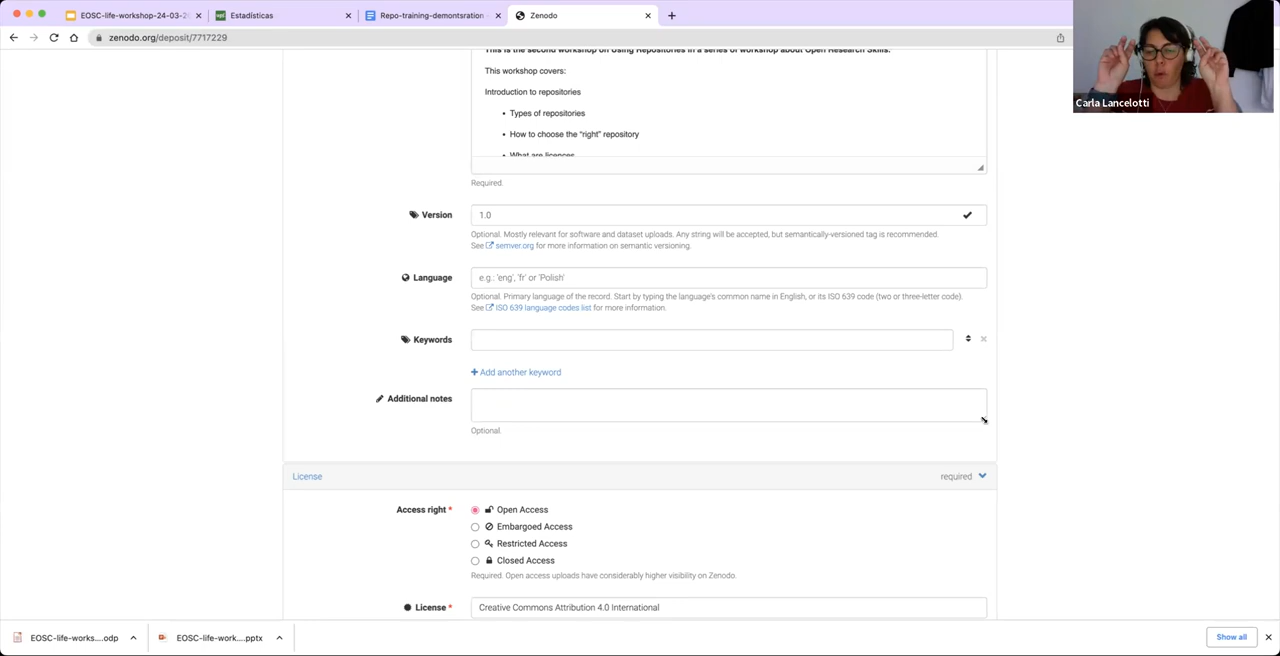 EOSC-life-workshop-24-03-20
Estadísticas
Repo-training-demontsration
Zenodo
zenodo.org/deposit/7717229
This is the second workshop on Using Repositories in a series of workshop about Open Research Skills.
This workshop covers:
Introduction to repositories
Types of repositories
How to choose the “right” repository
What are licences
Required.
Version
1.0
Optional. Mostly relevant for software and dataset uploads. Any string will be accepted, but semantically-versioned tag is recommended.
See semver.org for more information on semantic versioning.
Language
e.g.: 'eng', 'fr' or 'Polish'
Optional. Primary language of the record. Start by typing the language's common name in English, or its ISO 639 code (two or three-letter code).
See ISO 639 language codes list for more information.
Keywords
+ Add another keyword
Additional notes
Optional.
License
required
Access right *
Open Access
Embargoed Access
Restricted Access
Closed Access
Required. Open access uploads have considerably higher visibility on Zenodo.
License *
Creative Commons Attribution 4.0 International
EOSC-life-works....odp
EOSC-life-work....pptx
Show all
Carla Lancelotti